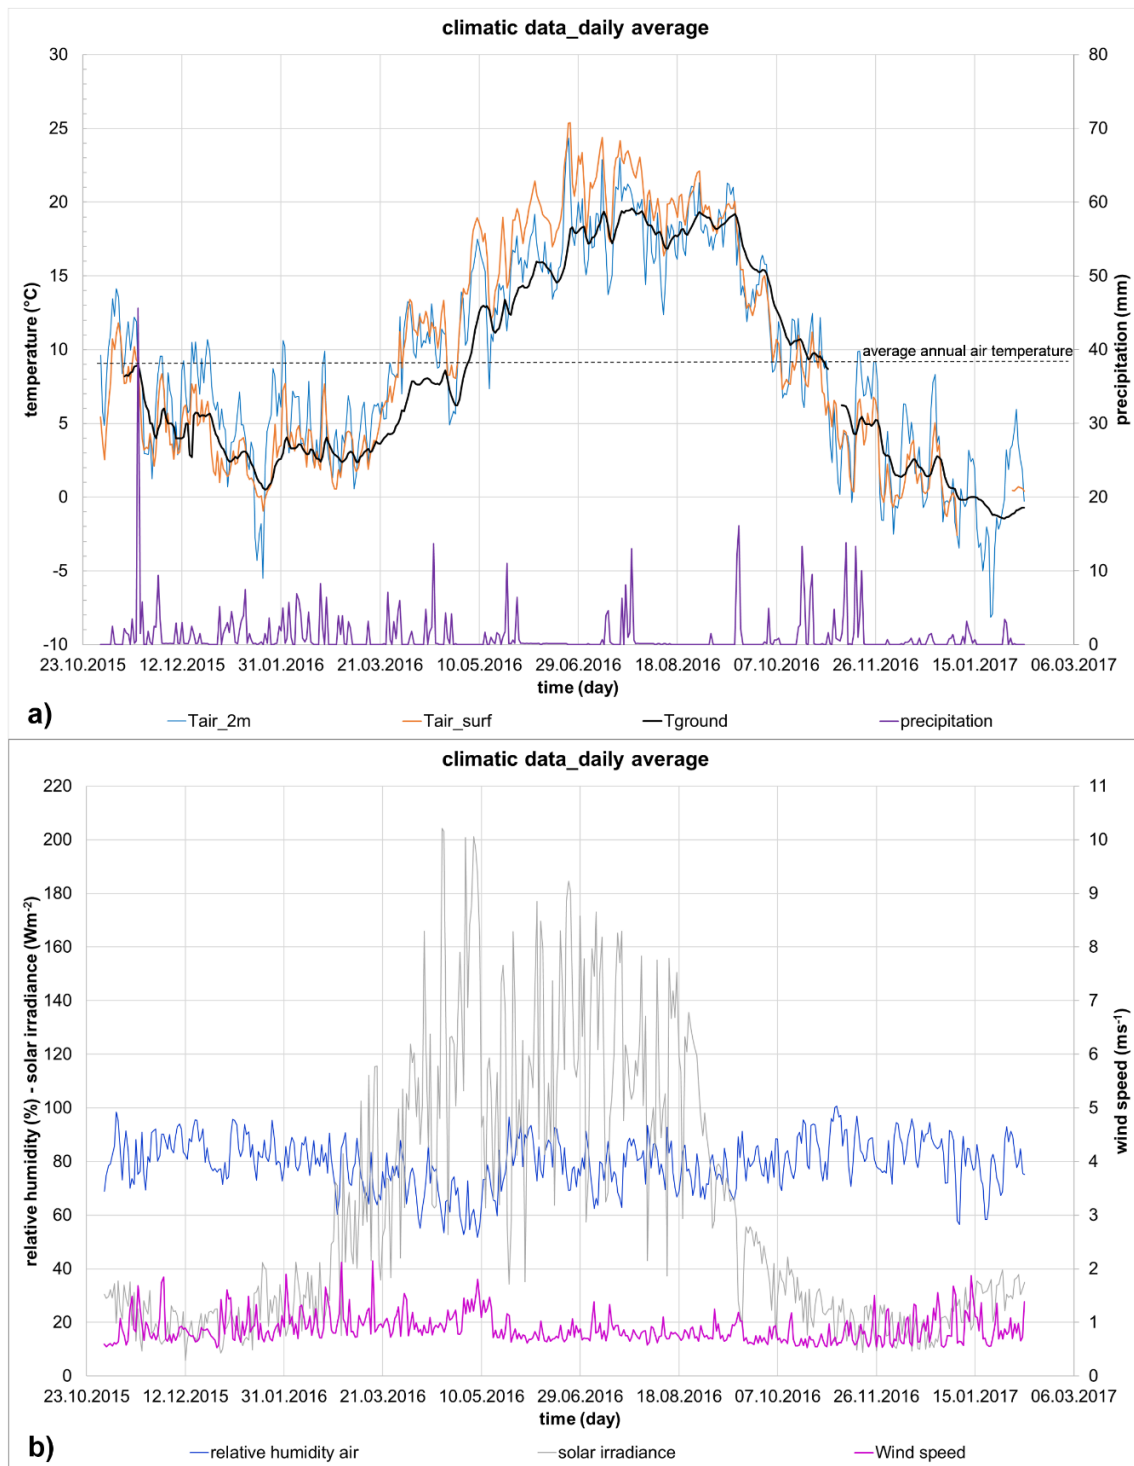 climatic data_daily average
30
25
20
15
10
5
0
-5
-10
temperature (°C)
80
70
60
50
40
30
20
10
0
precipitation (mm)
average annual air temperature
23.10.2015 12.12.2015 31.01.2016 21.03.2016 10.05.2016 29.06.2016 18.08.2016 07.10.2016 26.11.2016 15.01.2017 06.03.2017
time (day)
a)
Tair_2m Tair_surf Tground precipitation
climatic data_daily average
220
200
180
160
140
120
100
80
60
40
20
0
relative humidity (%) - solar irradiance (Wm⁻²)
11
10
9
8
7
6
5
4
3
2
1
0
wind speed (ms⁻¹)
23.10.2015 12.12.2015 31.01.2016 21.03.2016 10.05.2016 29.06.2016 18.08.2016 07.10.2016 26.11.2016 15.01.2017 06.03.2017
time (day)
b)
relative humidity air solar irradiance Wind speed